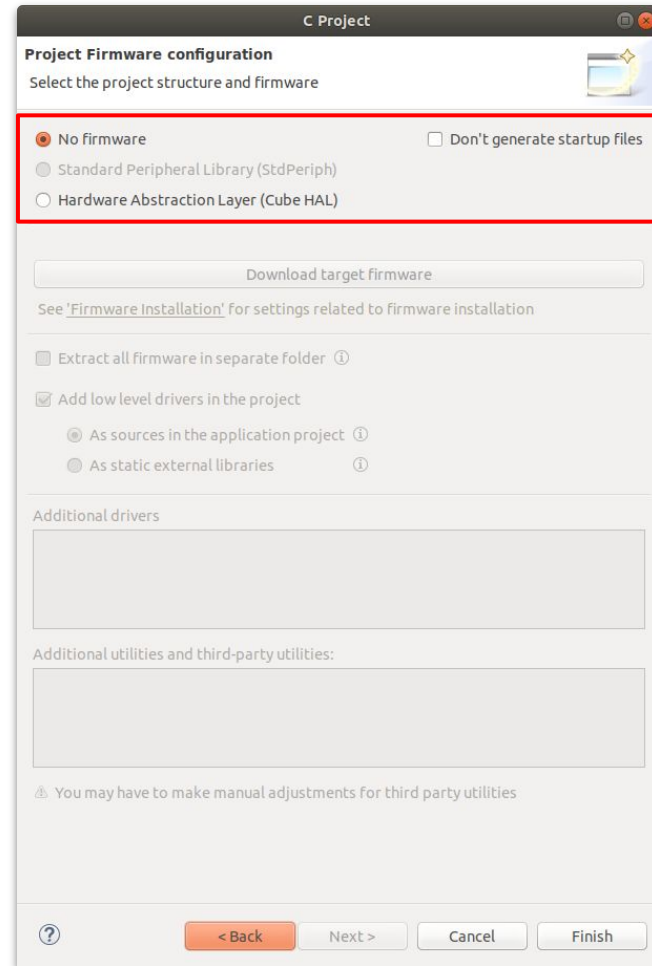 C Project
Project Firmware configuration
Select the project structure and firmware
No firmware
Don't generate startup files
Standard Peripheral Library (StdPeriph)
Hardware Abstraction Layer (Cube HAL)
Download target firmware
See 'Firmware Installation' for settings related to firmware installation
Extract all firmware in separate folder
Add low level drivers in the project
As sources in the application project
As static external libraries
Additional drivers
Additional utilities and third-party utilities:
You may have to make manual adjustments for third party utilities
< Back
Next >
Cancel
Finish